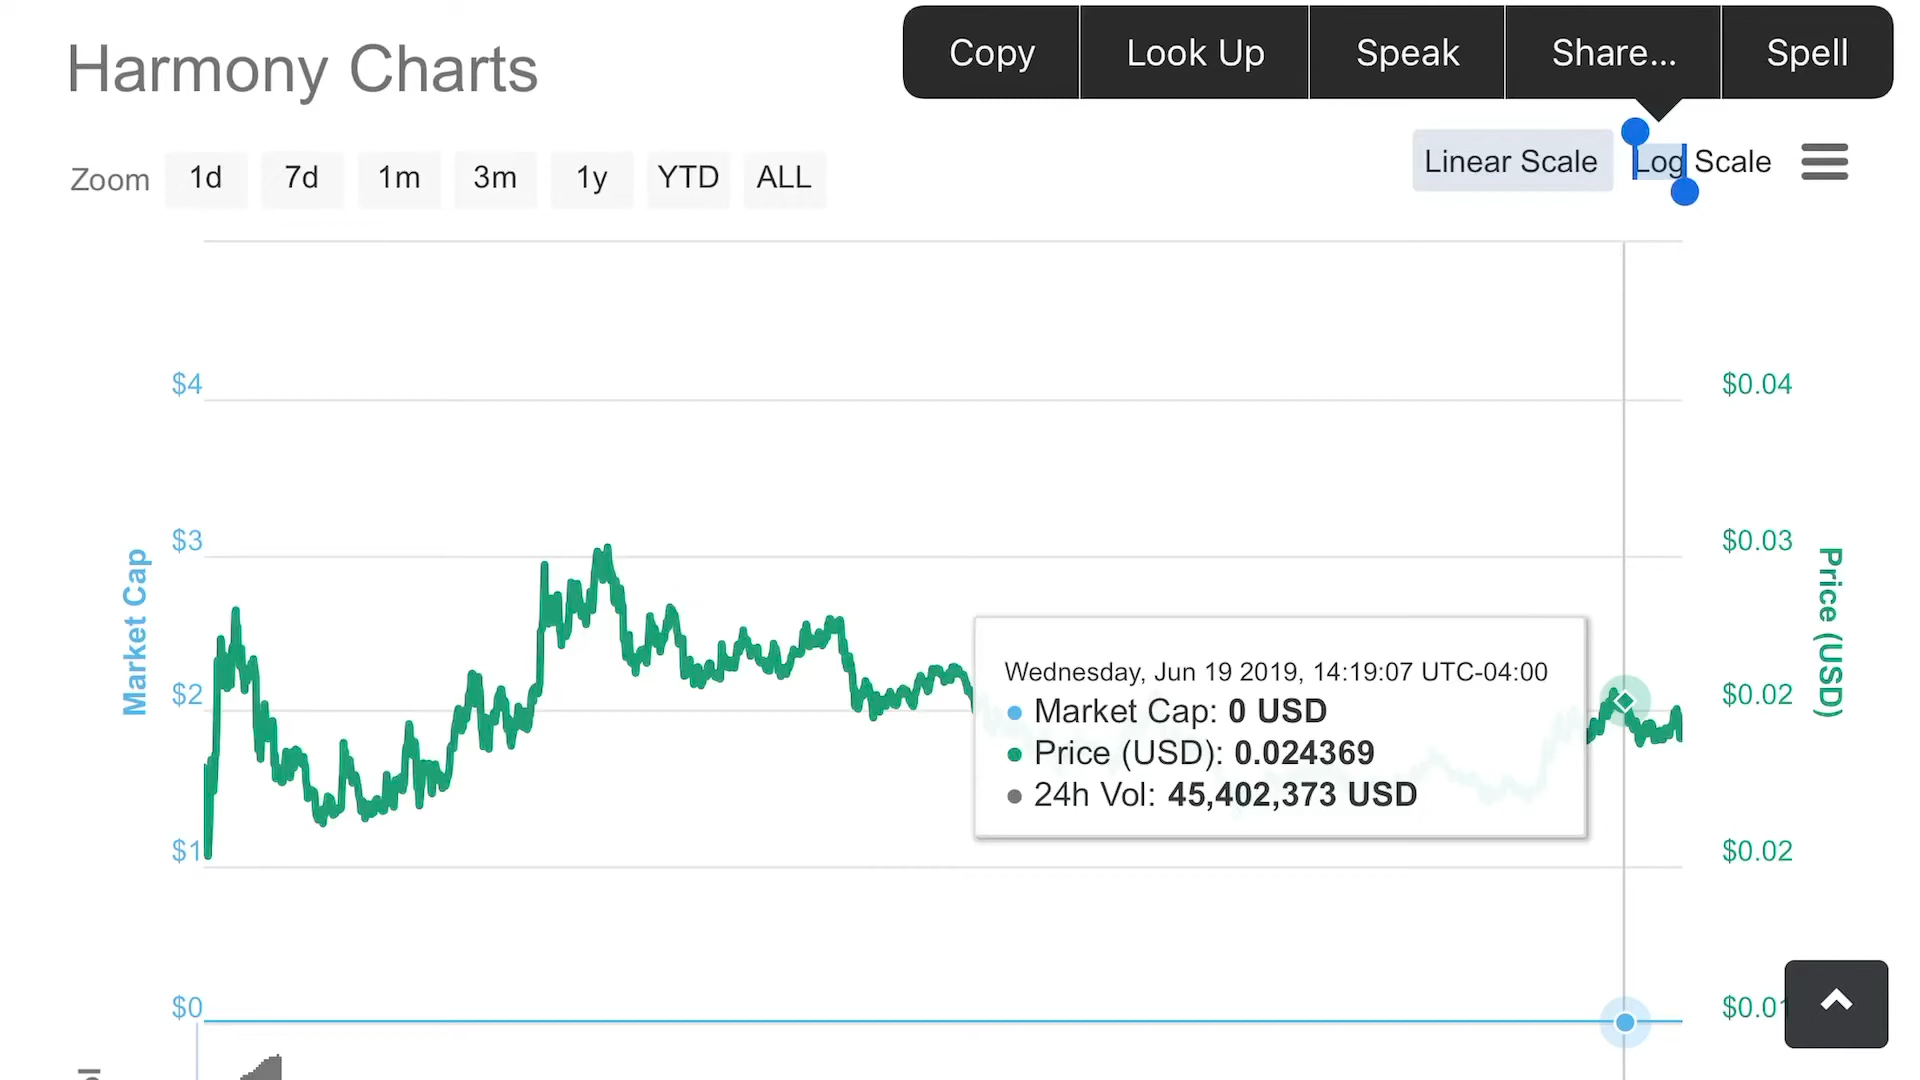 Harmony Charts
Copy
Look Up
Speak
Share...
Spell
Zoom
1d
7d
1m
3m
1y
YTD
ALL
Linear Scale
Log Scale
$4
$3
$2
$1
$0
Market Cap
$0.04
$0.03
$0.02
$0.02
$0.01
Price (USD)
Wednesday, Jun 19 2019, 14:19:07 UTC-04:00
Market Cap: 0 USD
Price (USD): 0.024369
24h Vol: 45,402,373 USD